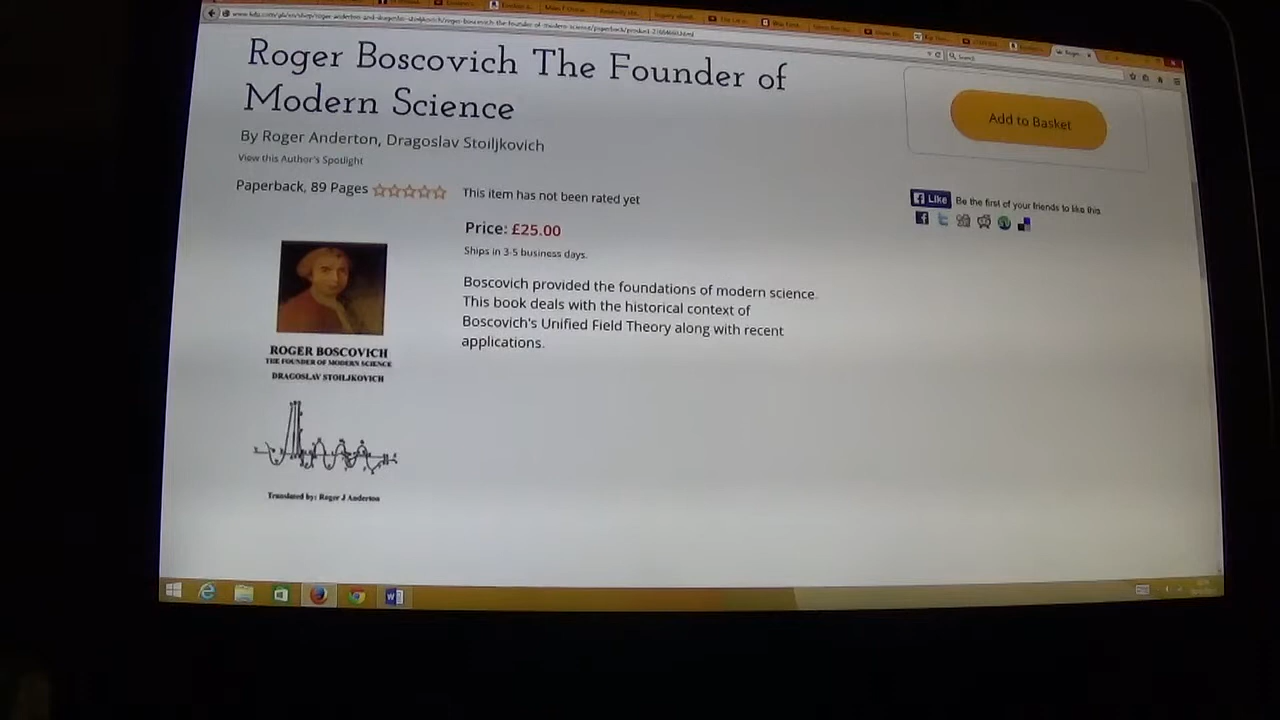 Roger Boscovich The Founder of
Modern Science
By Roger Anderton, Dragoslav Stoiljkovich
View this Author's Spotlight
Paperback, 89 Pages
This item has not been rated yet
Price: £25.00
Ships in 3-5 business days.
Boscovich provided the foundations of modern science.
This book deals with the historical context of
Boscovich's Unified Field Theory along with recent
applications.
ROGER BOSCOVICH
THE FOUNDER OF MODERN SCIENCE
DRAGOSLAV STOILJKOVICH
Translated by: Roger J Anderton
Add to Basket
Like
Be the first of your friends to like this.